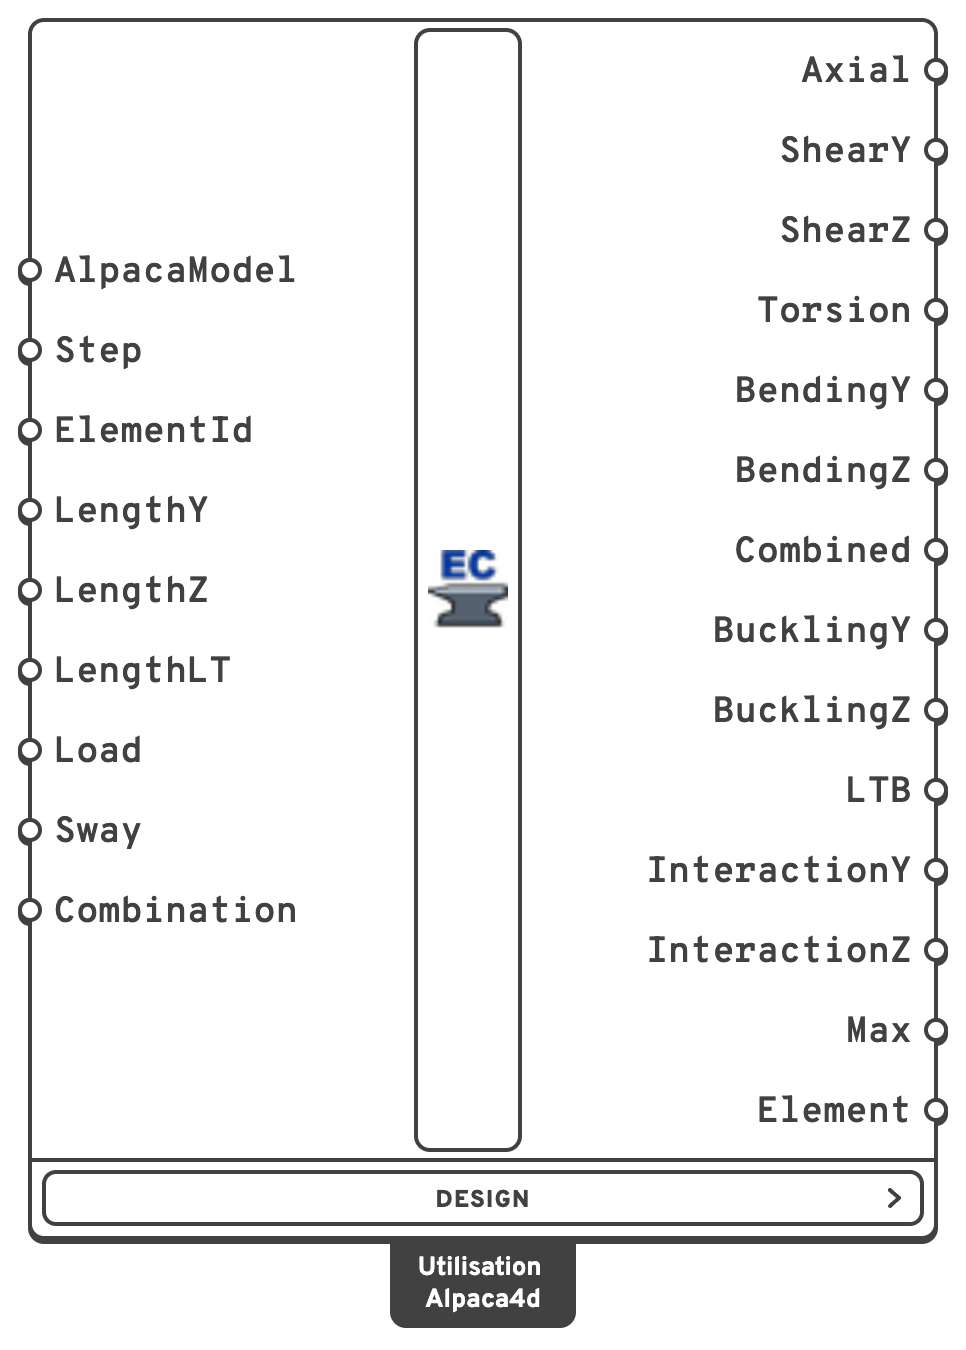 AlpacaModel
Step
ElementId
LengthY
LengthZ
LengthLT
Load
Sway
Combination
EC
Axial
ShearY
ShearZ
Torsion
BendingY
BendingZ
Combined
BucklingY
BucklingZ
LTB
InteractionY
InteractionZ
Max
Element
DESIGN
Utilisation
Alpaca4d